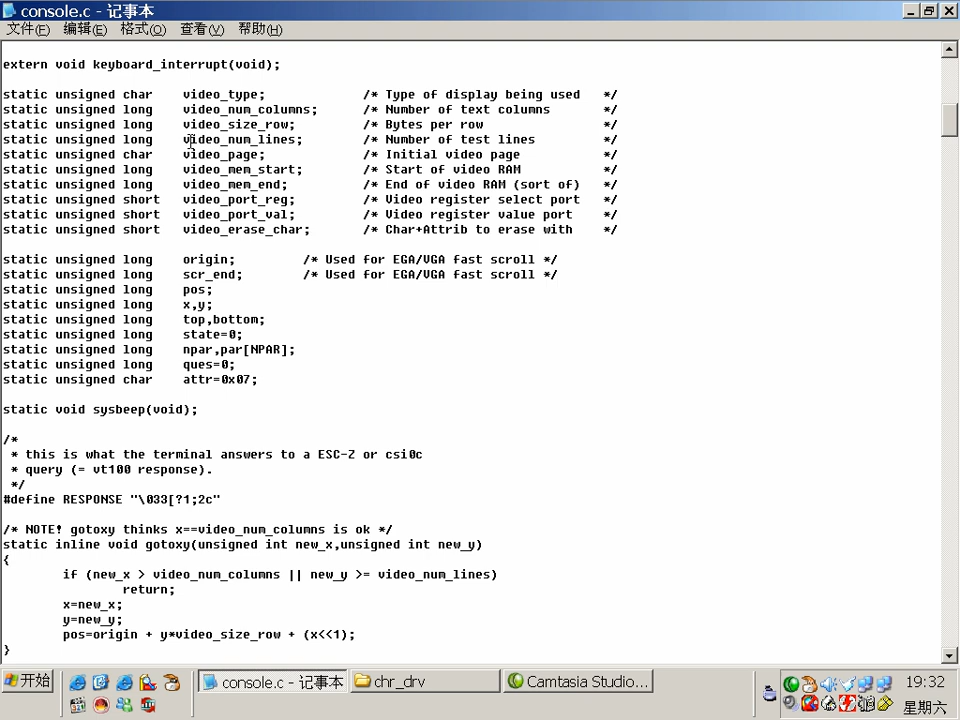 console.c - 记事本
文件(F) 编辑(E) 格式(O) 查看(V) 帮助(H)
extern void keyboard_interrupt(void);
static unsigned char video_type; /* Type of display being used */
static unsigned long video_num_columns; /* Number of text columns */
static unsigned long video_size_row; /* Bytes per row */
static unsigned long video_num_lines; /* Number of test lines */
static unsigned char video_page; /* Initial video page */
static unsigned long video_mem_start; /* Start of video RAM */
static unsigned long video_mem_end; /* End of video RAM (sort of) */
static unsigned short video_port_reg; /* Video register select port */
static unsigned short video_port_val; /* Video register value port */
static unsigned short video_erase_char; /* Char+Attrib to erase with */
static unsigned long origin; /* Used for EGA/VGA fast scroll */
static unsigned long scr_end; /* Used for EGA/VGA fast scroll */
static unsigned long pos;
static unsigned long x,y;
static unsigned long top,bottom;
static unsigned long state=0;
static unsigned long npar,par[NPAR];
static unsigned long ques=0;
static unsigned char attr=0x07;
static void sysbeep(void);
/*
* this is what the terminal answers to a ESC-Z or csi0c
* query (= vt100 response).
*/
#define RESPONSE "\033[?1;2c"
/* NOTE! gotoxy thinks x==video_num_columns is ok */
static inline void gotoxy(unsigned int new_x,unsigned int new_y)
{
if (new_x > video_num_columns || new_y >= video_num_lines)
return;
x=new_x;
y=new_y;
pos=origin + y*video_size_row + (x<<1);
}
开始 console.c - 记事本 chr_drv Camtasia Studio... 19:32
星期六